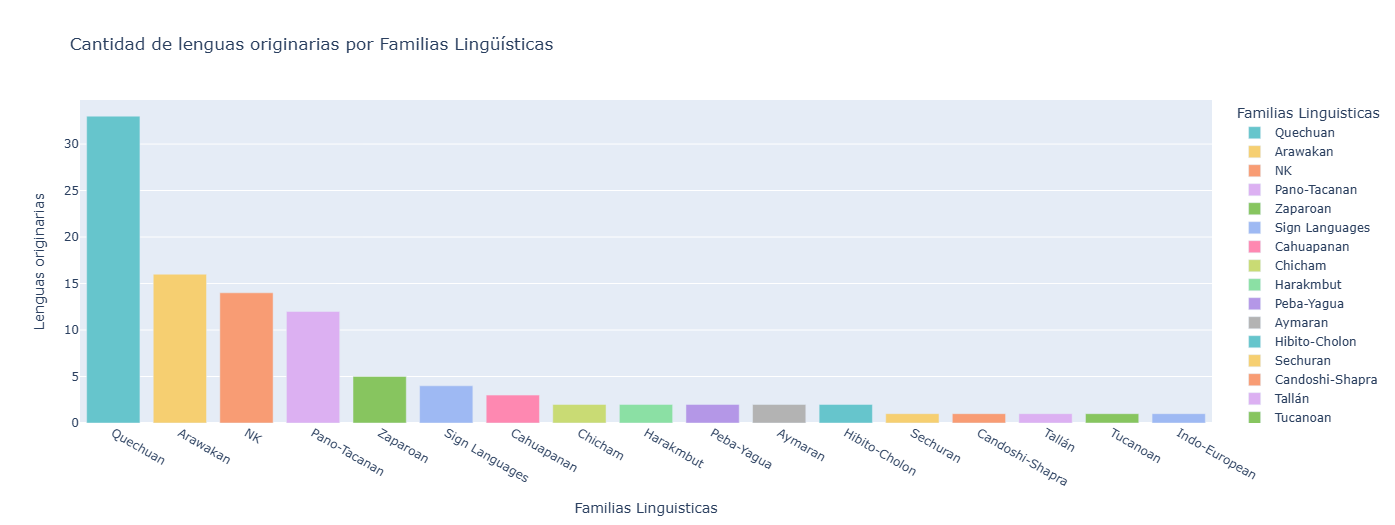 Cantidad de lenguas originarias por Familias Lingüísticas
Lenguas originarias
30
25
20
15
10
5
0
Quechuan
Arawakan
NK
Pano-Tacanan
Zaparoan
Sign Languages
Cahuapanan
Chicham
Harakmbut
Peba-Yagua
Aymaran
Hibito-Cholon
Sechuran
Candoshi-Shapra
Tallán
Tucanoan
Indo-European
Familias Linguisticas
Familias Linguisticas
Quechuan
Arawakan
NK
Pano-Tacanan
Zaparoan
Sign Languages
Cahuapanan
Chicham
Harakmbut
Peba-Yagua
Aymaran
Hibito-Cholon
Sechuran
Candoshi-Shapra
Tallán
Tucanoan